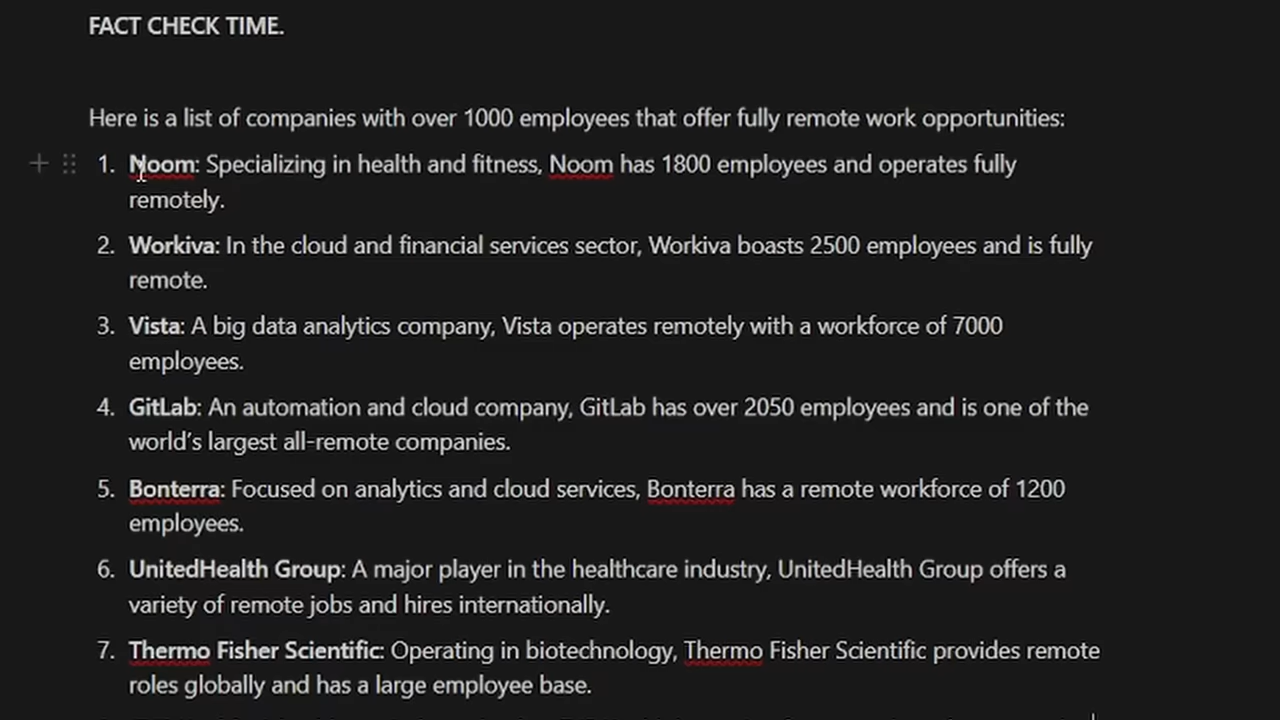 FACT CHECK TIME.
Here is a list of companies with over 1000 employees that offer fully remote work opportunities:
1. Noom: Specializing in health and fitness, Noom has 1800 employees and operates fully
remotely.
2. Workiva: In the cloud and financial services sector, Workiva boasts 2500 employees and is fully
remote.
3. Vista: A big data analytics company, Vista operates remotely with a workforce of 7000
employees.
4. GitLab: An automation and cloud company, GitLab has over 2050 employees and is one of the
world’s largest all-remote companies.
5. Bonterra: Focused on analytics and cloud services, Bonterra has a remote workforce of 1200
employees.
6. UnitedHealth Group: A major player in the healthcare industry, UnitedHealth Group offers a
variety of remote jobs and hires internationally.
7. Thermo Fisher Scientific: Operating in biotechnology, Thermo Fisher Scientific provides remote
roles globally and has a large employee base.